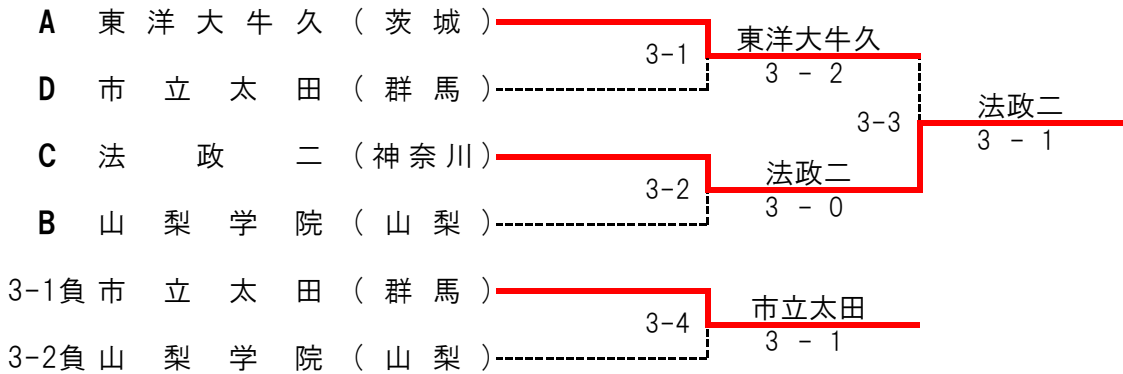 A 東洋大牛久(茨城)
3-1
東洋大牛久
3 - 2
D 市立太田(群馬)
3-3
法政二
3 - 1
C 法政二(神奈川)
3-2
法政二
3 - 0
B 山梨学院(山梨)
3-1負 市立太田(群馬)
3-4
市立太田
3 - 1
3-2負 山梨学院(山梨)